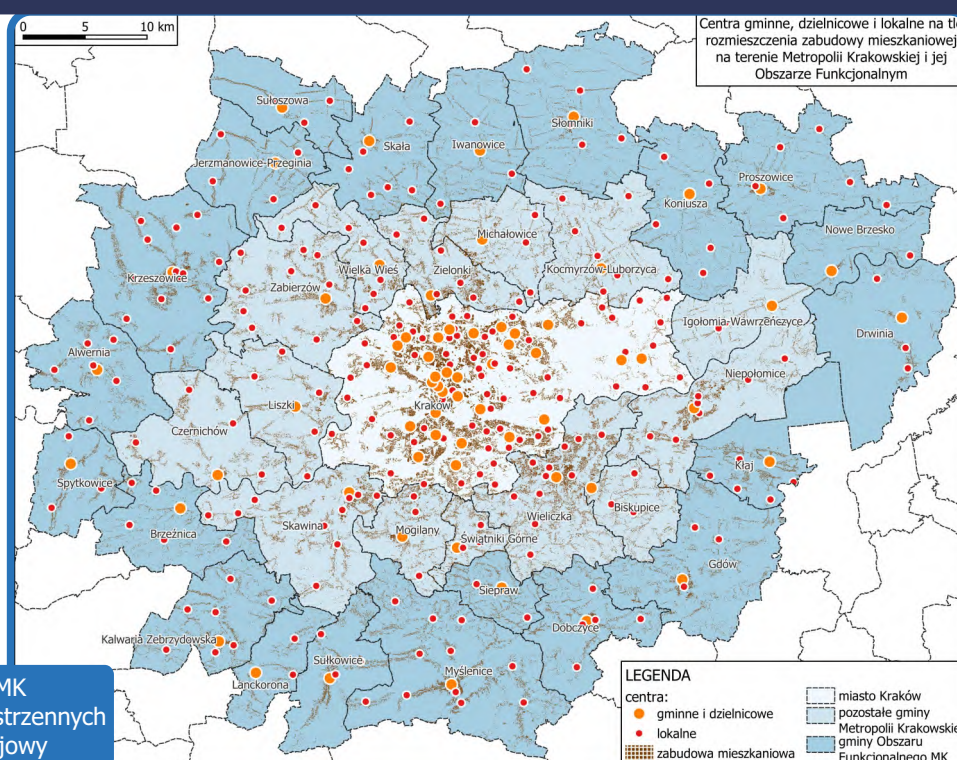 0 5 10 km
Centra gminne, dzielnicowe i lokalne na tle
rozmieszczenia zabudowy mieszkaniowej
na terenie Metropolii Krakowskiej i jej
Obszarze Funkcjonalnym
Sułoszowa
Skała
Iwanowice
Słomniki
Jerzmanowice-Przeginia
Proszowice
Koniusza
Nowe Brzesko
Michałowice
Krzeszowice
Zabierzów
Wielka Wieś
Zielonki
Kocmyrzów-Luborzyca
Igołomia-Wawrzeńczyce
Drwinia
Alwernia
Niepołomice
Liszki
Kraków
Czernichów
Spytkowice
Kłaj
Brzeźnica
Skawina
Mogilany
Wieliczka
Biskupice
Świątniki Górne
Gdów
Siepraw
Dobczyce
Kalwaria Zebrzydowska
Sułkowice
Myślenice
Lanckorona
MK
strzennych
jowy
LEGENDA
centra:
gminne i dzielnicowe
lokalne
zabudowa mieszkaniowa
miasto Kraków
pozostałe gminy
Metropolii Krakowskie
gminy Obszaru
Funkcjonalnego MK